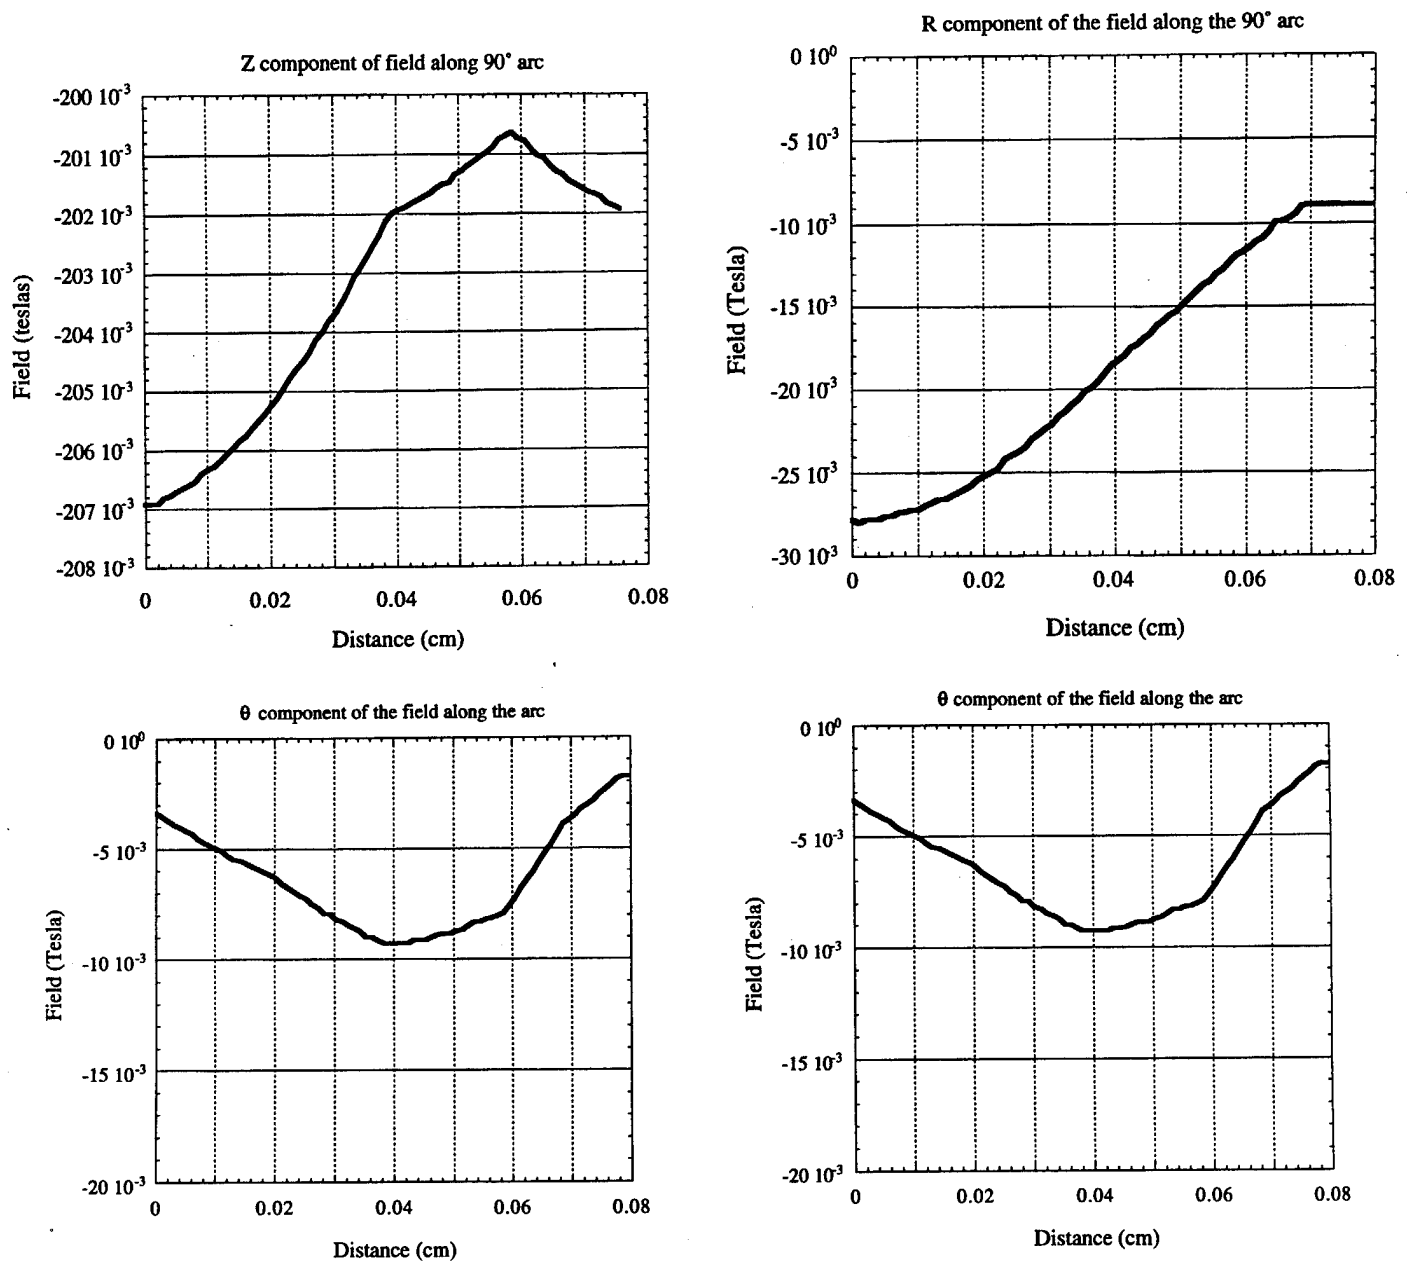 Z component of field along 90° arc
-200 10⁻³
-201 10⁻³
-202 10⁻³
-203 10⁻³
-204 10⁻³
-205 10⁻³
-206 10⁻³
-207 10⁻³
-208 10⁻³
Field (teslas)
0 0.02 0.04 0.06 0.08
Distance (cm)
R component of the field along the 90° arc
0 10⁰
-5 10⁻³
-10 10⁻³
-15 10⁻³
-20 10⁻³
-25 10⁻³
-30 10⁻³
Field (Tesla)
0 0.02 0.04 0.06 0.08
Distance (cm)
θ component of the field along the arc
0 10⁰
-5 10⁻³
-10 10⁻³
-15 10⁻³
-20 10⁻³
Field (Tesla)
0 0.02 0.04 0.06 0.08
Distance (cm)
θ component of the field along the arc
0 10⁰
-5 10⁻³
-10 10⁻³
-15 10⁻³
-20 10⁻³
Field (Tesla)
0 0.02 0.04 0.06 0.08
Distance (cm)